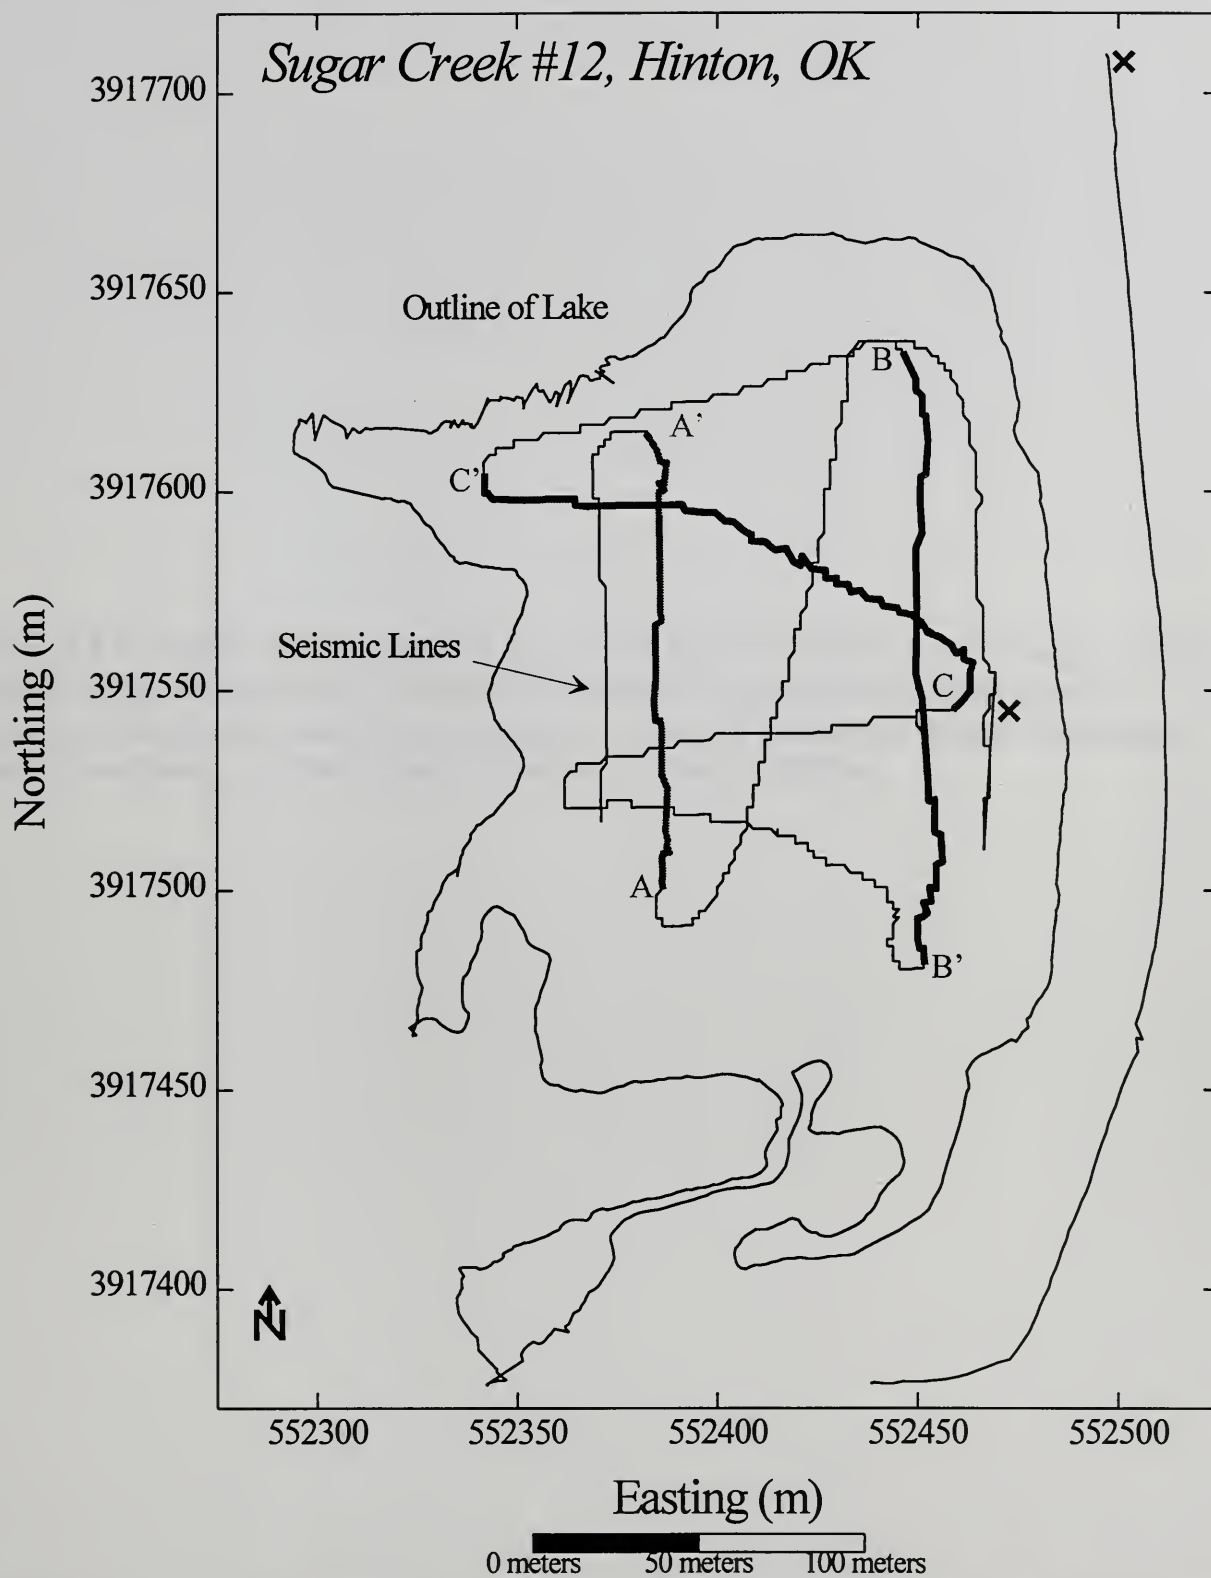 Sugar Creek #12, Hinton, OK
3917700
3917650
Outline of Lake
B
A'
C'
3917600
Seismic Lines
Northing (m)
3917550
C
3917500
A
B'
3917450
3917400
N
552300
552350
552400
552450
552500
Easting (m)
0 meters
50 meters
100 meters